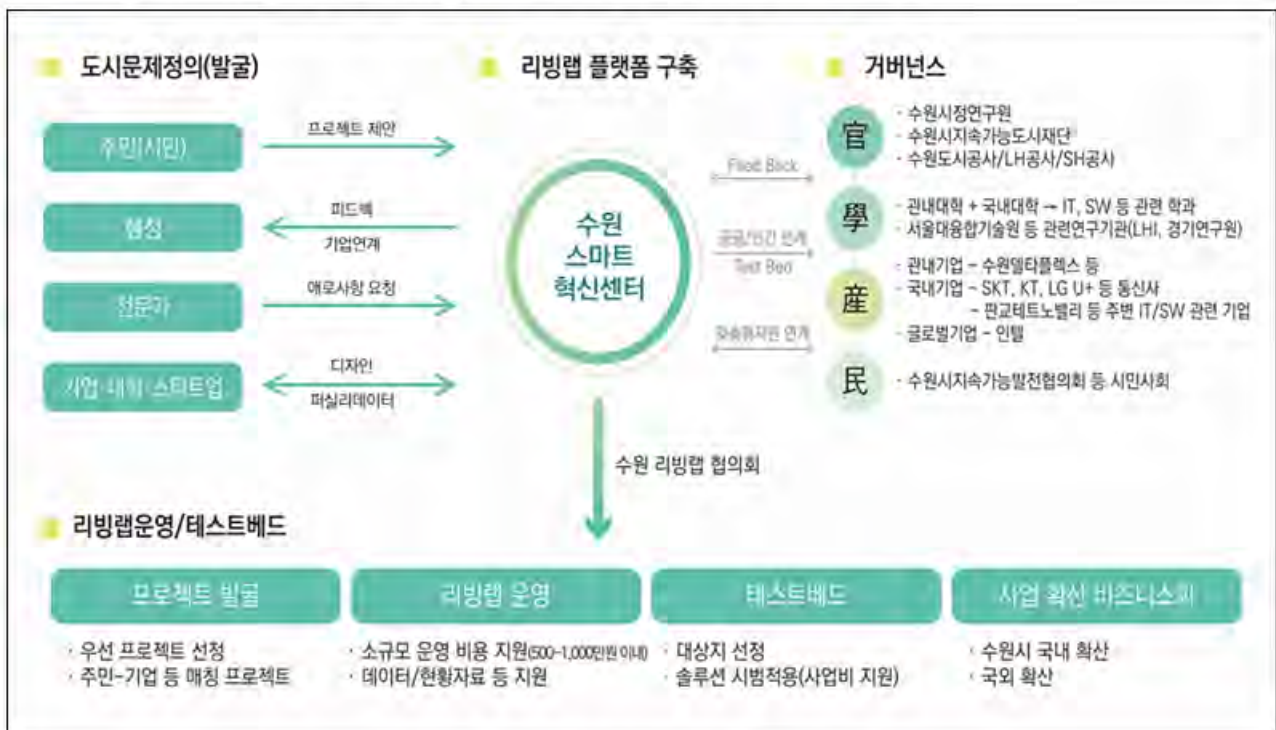 도시문제정의(발굴)
주민(시민)
프로젝트 제안
행정
피드백
기업연계
전문가
애로사항 요청
기업·대학·스타트업
디자인
퍼실리데이터
리빙랩 플랫폼 구축
수원
스마트
혁신센터
Feed Back
공공/민간 연계
Test Bed
맞춤형자원 연계
거버넌스
官
· 수원시정연구원
· 수원시지속가능도시재단
· 수원도시공사/LH공사/SH공사
學
· 관내대학 + 국내대학 → IT, SW 등 관련 학과
· 서울대융합기술원 등 관련연구기관(LHI, 경기연구원)
産
· 관내기업 - 수원델타플렉스 등
· 국내기업 - SKT, KT, LG U+ 등 통신사
- 판교테트노밸리 등 주변 IT/SW 관련 기업
· 글로벌기업 - 인텔
民
· 수원시지속가능발전협의회 등 시민사회
수원 리빙랩 협의회
리빙랩운영/테스트베드
프로젝트 발굴
· 우선 프로젝트 선정
· 주민-기업 등 매칭 프로젝트
리빙랩 운영
· 소규모 운영 비용 지원(500-1,000만원 이내)
· 데이터/현황자료 등 지원
테스트베드
· 대상지 선정
· 솔루션 시범적용(사업비 지원)
사업 확산 비즈니스화
· 수원시 국내 확산
· 국외 확산